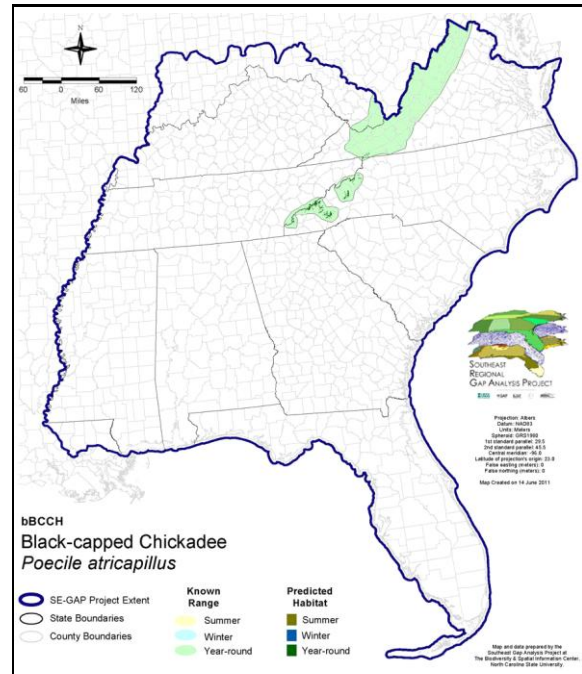 N
60 0 60 120
Miles
SOUTHEAST
REGIONAL
GAP ANALYSIS PROJECT
Projection: Albers
Datum: NAD83
Units: Meters
Spheroid: GRS1980
1st standard parallel: 29.5
2nd standard parallel: 45.5
Central meridian: -96.0
Latitude of projection's origin: 23.0
False easting (meters): 0
False northing (meters): 0
Map Created on 14 June 2011
bBCCH
Black-capped Chickadee
Poecile atricapillus
SE-GAP Project Extent
State Boundaries
County Boundaries
Known
Range
Summer
Winter
Year-round
Predicted
Habitat
Summer
Winter
Year-round
Map and data prepared by the
Southeast Gap Analysis Project at
The Biodiversity & Spatial Information Center,
North Carolina State University.